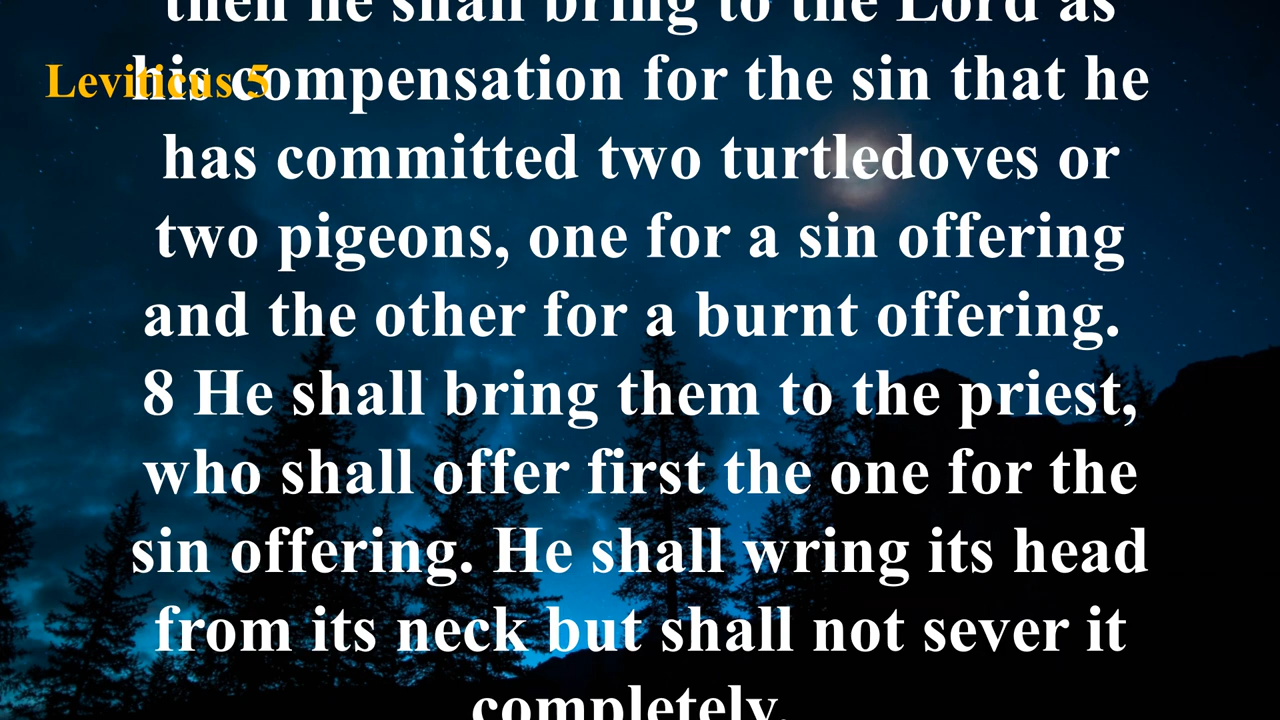 then he shall bring to the Lord as
Leviticus 5
his compensation for the sin that he
has committed two turtledoves or
two pigeons, one for a sin offering
and the other for a burnt offering.
8 He shall bring them to the priest,
who shall offer first the one for the
sin offering. He shall wring its head
from its neck but shall not sever it
completely.